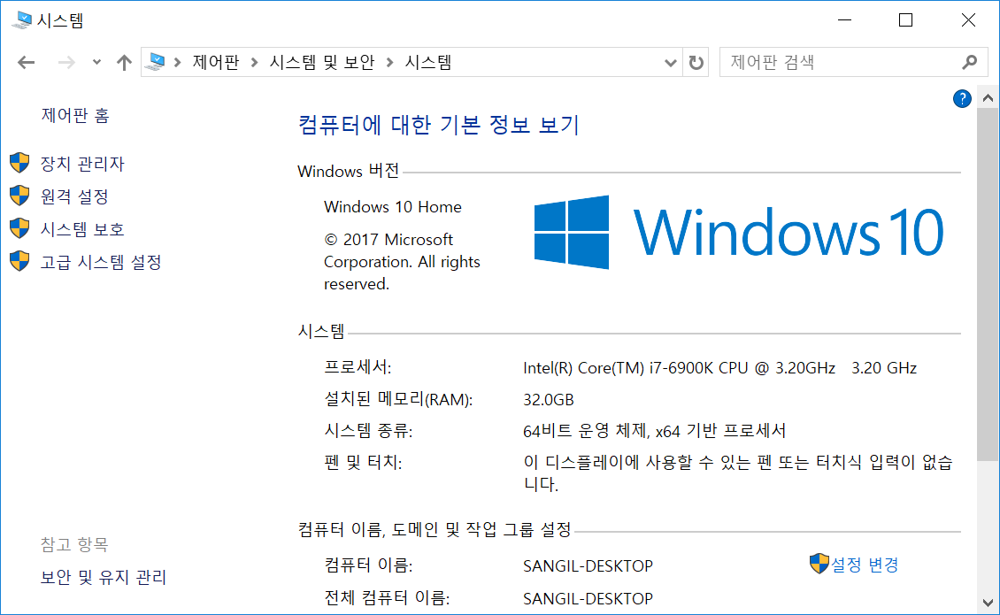 시스템
제어판 > 시스템 및 보안 > 시스템
제어판 검색
제어판 홈
장치 관리자
원격 설정
시스템 보호
고급 시스템 설정
참고 항목
보안 및 유지 관리
?
컴퓨터에 대한 기본 정보 보기
Windows 버전
Windows 10 Home
© 2017 Microsoft
Corporation. All rights
reserved.
Windows 10
시스템
프로세서: Intel(R) Core(TM) i7-6900K CPU @ 3.20GHz 3.20 GHz
설치된 메모리(RAM): 32.0GB
시스템 종류: 64비트 운영 체제, x64 기반 프로세서
펜 및 터치: 이 디스플레이에 사용할 수 있는 펜 또는 터치식 입력이 없습
니다.
컴퓨터 이름, 도메인 및 작업 그룹 설정
컴퓨터 이름: SANGIL-DESKTOP 설정 변경
전체 컴퓨터 이름: SANGIL-DESKTOP